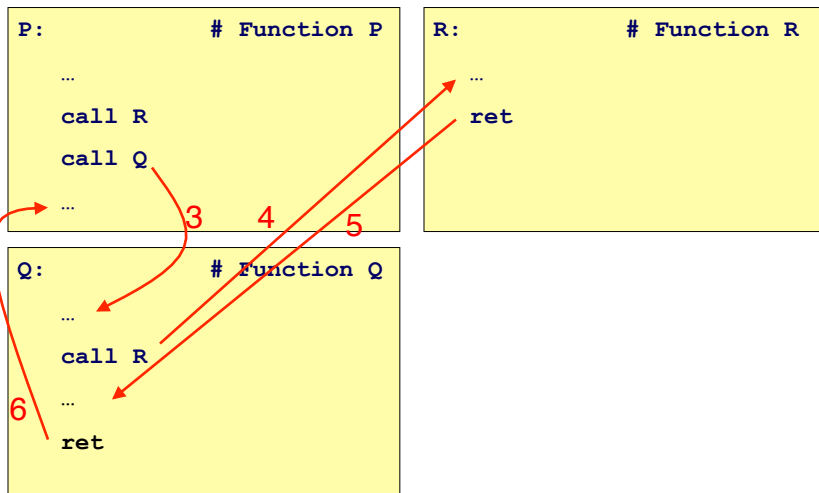 P: # Function P
…
call R
call Q
…
R: # Function R
…
ret
3
4
5
Q: # Function Q
…
call R
…
ret
6